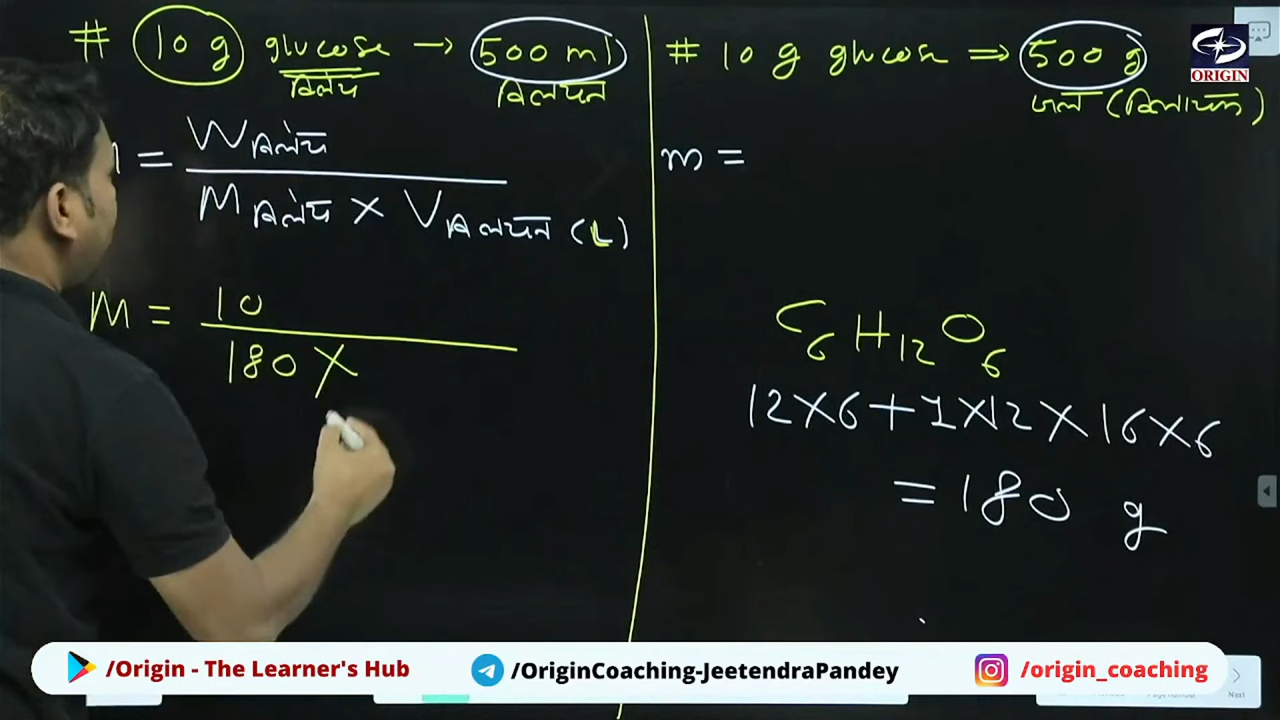 # 10 g glucose → 500 ml
विलेय विलयन
= W विलेय
M विलेय × V विलयन (L)
M = 10
180 ×
# 10 g glucose ⇒ 500 g
जल (विलायक)
m =
C6H12O6
12×6+1×12×16×6
= 180 g
ORIGIN
/Origin - The Learner's Hub
/OriginCoaching-JeetendraPandey
/origin_coaching
Next